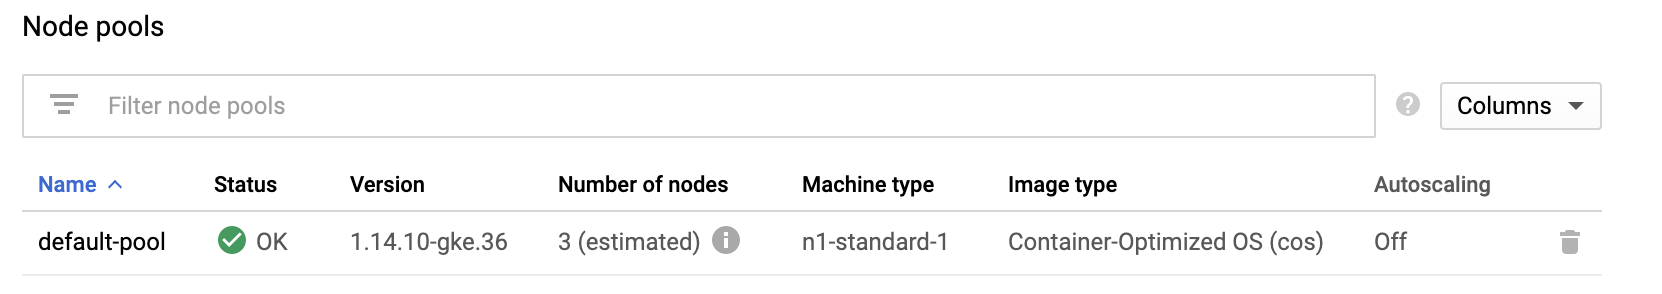 Node pools
Filter node pools
? Columns
Name Status Version Number of nodes Machine type Image type Autoscaling
default-pool OK 1.14.10-gke.36 3 (estimated) i n1-standard-1 Container-Optimized OS (cos) Off